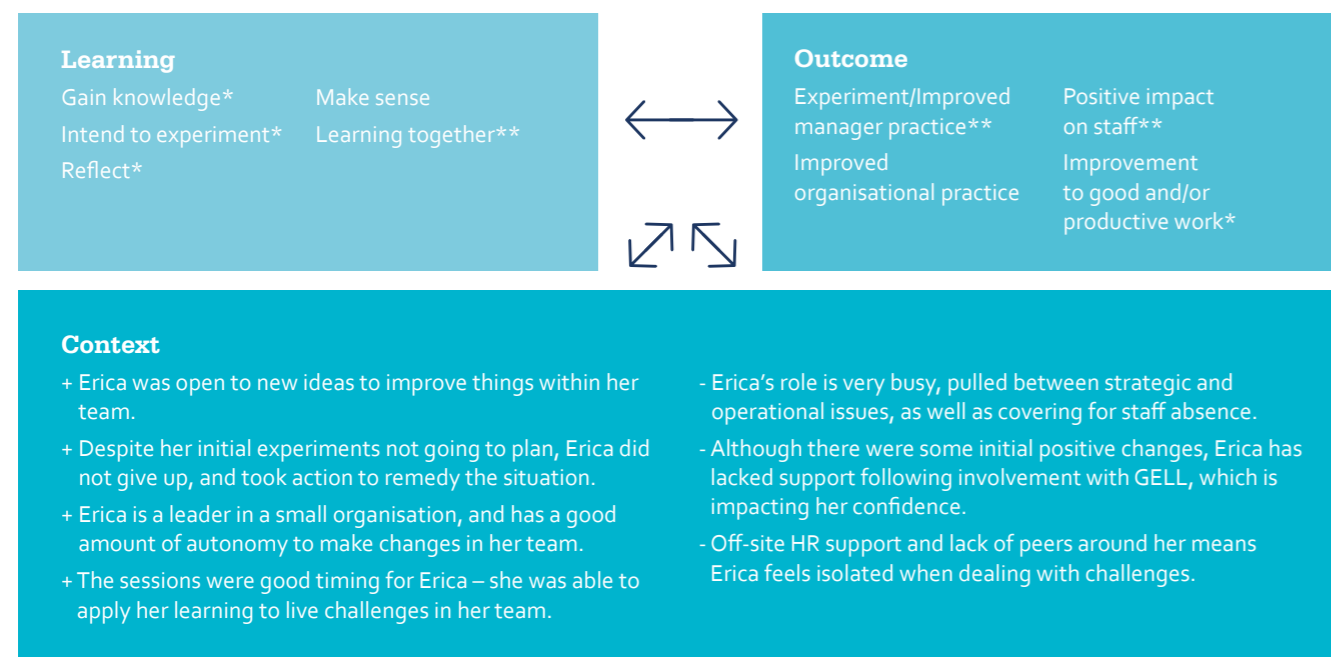 Learning
Gain knowledge*
Intend to experiment*
Reflect*
Make sense
Learning together**
Outcome
Experiment/Improved
manager practice**
Improved
organisational practice
Positive impact
on staff**
Improvement
to good and/or
productive work*
Context
+ Erica was open to new ideas to improve things within her
team.
+ Despite her initial experiments not going to plan, Erica did
not give up, and took action to remedy the situation.
+ Erica is a leader in a small organisation, and has a good
amount of autonomy to make changes in her team.
+ The sessions were good timing for Erica – she was able to
apply her learning to live challenges in her team.
- Erica’s role is very busy, pulled between strategic and
operational issues, as well as covering for staff absence.
- Although there were some initial positive changes, Erica has
lacked support following involvement with GELL, which is
impacting her confidence.
- Off-site HR support and lack of peers around her means
Erica feels isolated when dealing with challenges.